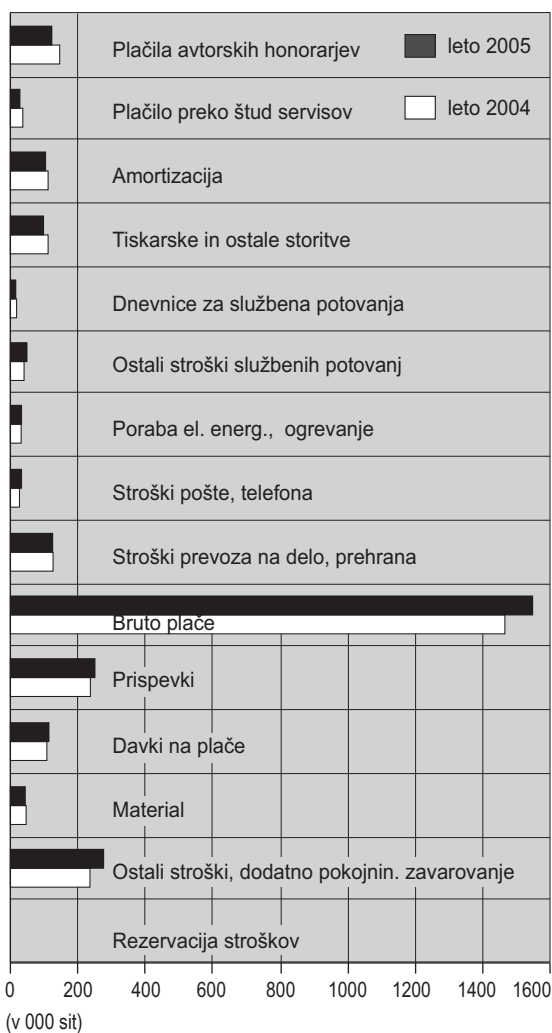 Plačila avtorskih honorarjev
leto 2005
Plačilo preko štud servisov
leto 2004
Amortizacija
Tiskarske in ostale storitve
Dnevnice za službena potovanja
Ostali stroški službenih potovanj
Poraba el. energ., ogrevanje
Stroški pošte, telefona
Stroški prevoza na delo, prehrana
Bruto plače
Prispevki
Davki na plače
Material
Ostali stroški, dodatno pokojnin. zavarovanje
Rezervacija stroškov
0 200 400 600 800 1000 1200 1400 1600
(v 000 sit)